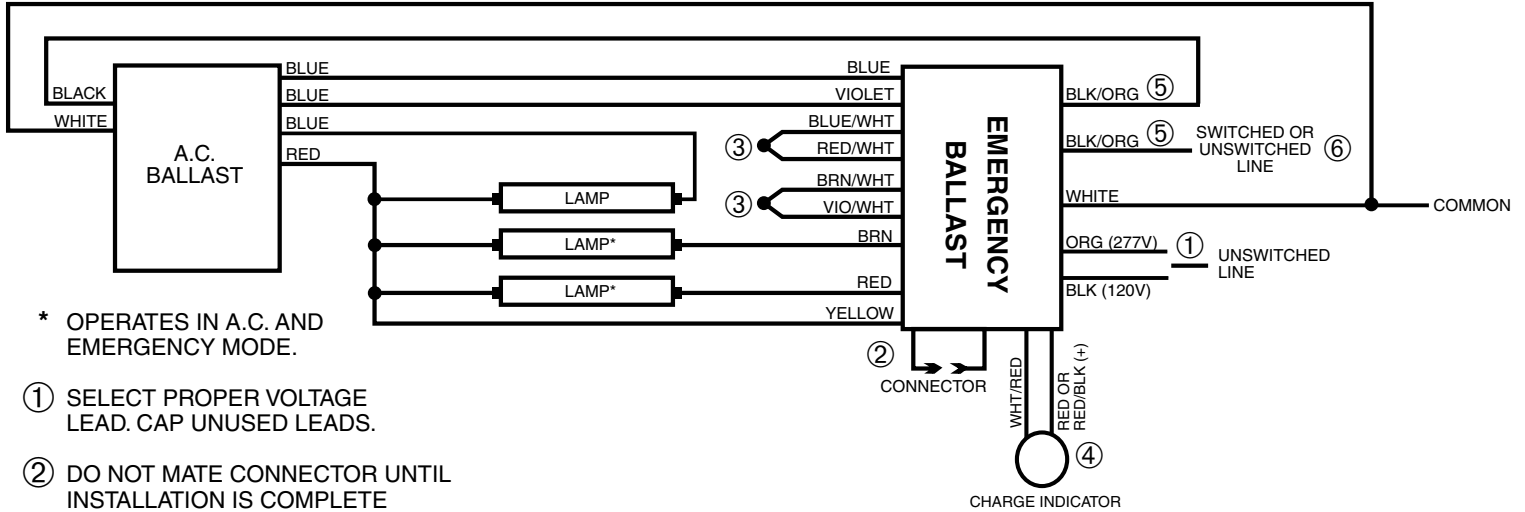 BLACK
WHITE
A.C.
BALLAST
BLUE
BLUE
BLUE
RED
LAMP
LAMP*
LAMP*
BLUE
VIOLET
BLUE/WHT
③
RED/WHT
BRN/WHT
③
VIO/WHT
BRN
RED
YELLOW
EMERGENCY
BALLAST
BLK/ORG ⑤
BLK/ORG ⑤
SWITCHED OR
UNSWITCHED ⑥
LINE
WHITE
COMMON
ORG (277V) ①
UNSWITCHED
LINE
BLK (120V)
②
CONNECTOR
WHT/RED
RED OR
RED/BLK (+)
④
CHARGE INDICATOR
* OPERATES IN A.C. AND
EMERGENCY MODE.
① SELECT PROPER VOLTAGE
LEAD. CAP UNUSED LEADS.
② DO NOT MATE CONNECTOR UNTIL
INSTALLATION IS COMPLETE